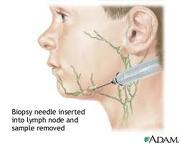 Biopsy needle inserted
into lymph node and
sample removed
ADAM.